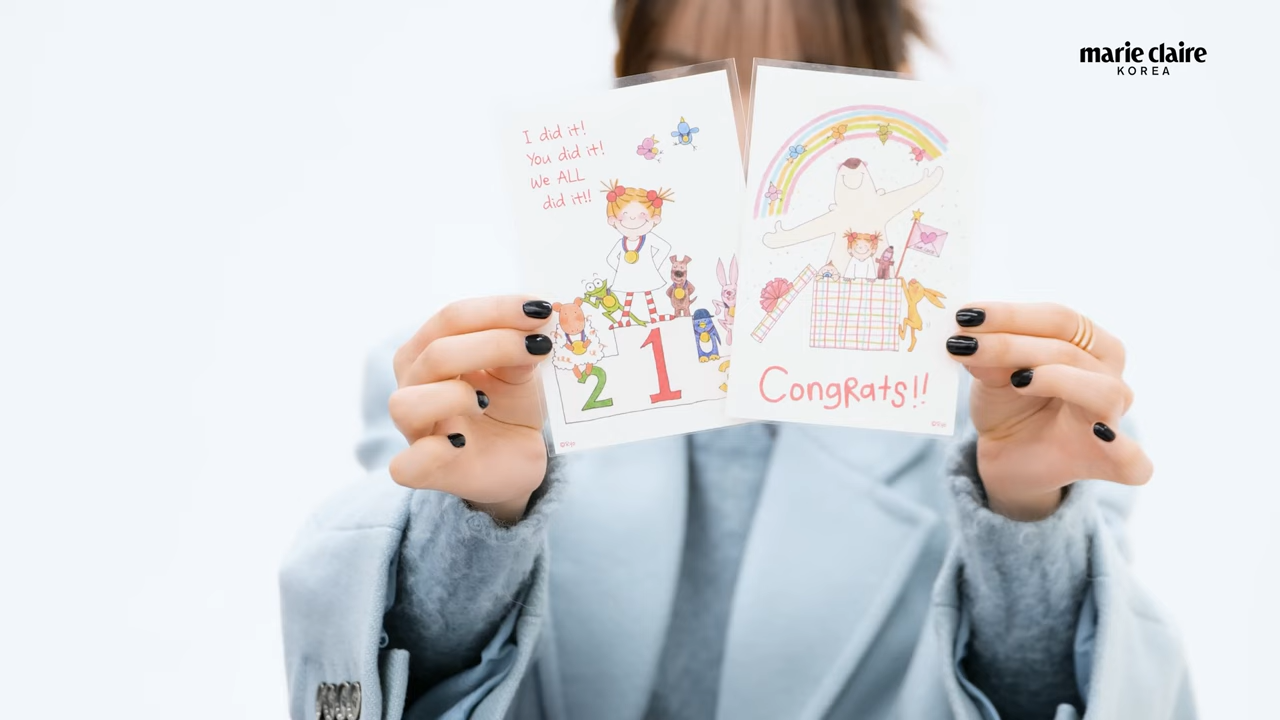 marie claire
KOREA
I did it!
You did it!
We ALL
did it!!
2
1
CongRats!!